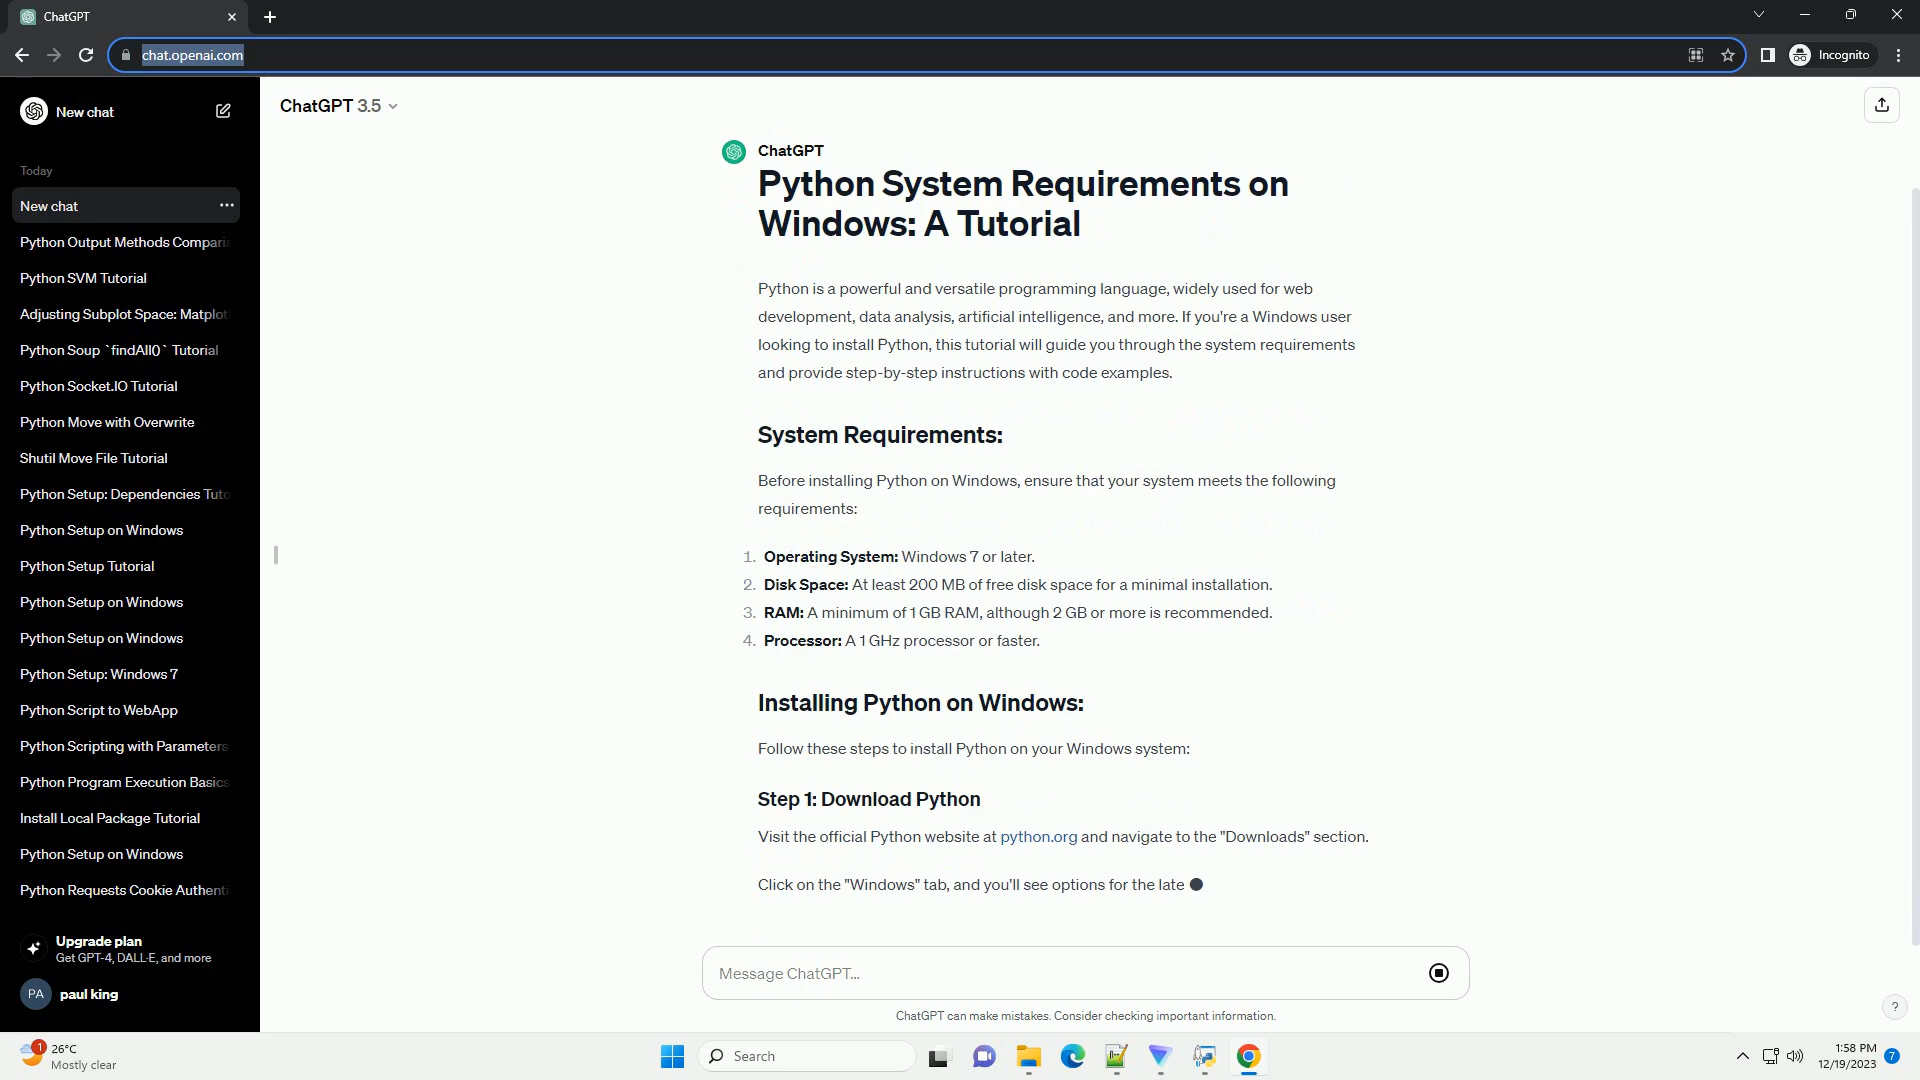 ChatGPT
chat.openai.com
Incognito
New chat
Today
New chat
Python Output Methods Comparis
Python SVM Tutorial
Adjusting Subplot Space: Matplotl
Python Soup `findAll()` Tutorial
Python Socket.IO Tutorial
Python Move with Overwrite
Shutil Move File Tutorial
Python Setup: Dependencies Tuto
Python Setup on Windows
Python Setup Tutorial
Python Setup on Windows
Python Setup on Windows
Python Setup: Windows 7
Python Script to WebApp
Python Scripting with Parameters
Python Program Execution Basics
Install Local Package Tutorial
Python Setup on Windows
Python Requests Cookie Authenti
Upgrade plan
Get GPT-4, DALL·E, and more
PA
paul king
ChatGPT 3.5
ChatGPT
Python System Requirements on
Windows: A Tutorial
Python is a powerful and versatile programming language, widely used for web
development, data analysis, artificial intelligence, and more. If you're a Windows user
looking to install Python, this tutorial will guide you through the system requirements
and provide step-by-step instructions with code examples.
System Requirements:
Before installing Python on Windows, ensure that your system meets the following
requirements:
1. Operating System: Windows 7 or later.
2. Disk Space: At least 200 MB of free disk space for a minimal installation.
3. RAM: A minimum of 1 GB RAM, although 2 GB or more is recommended.
4. Processor: A 1 GHz processor or faster.
Installing Python on Windows:
Follow these steps to install Python on your Windows system:
Step 1: Download Python
Visit the official Python website at python.org and navigate to the "Downloads" section.
Click on the "Windows" tab, and you'll see options for the late
Message ChatGPT...
ChatGPT can make mistakes. Consider checking important information.
?
1
26°C
Mostly clear
Search
1:58 PM
12/19/2023
7